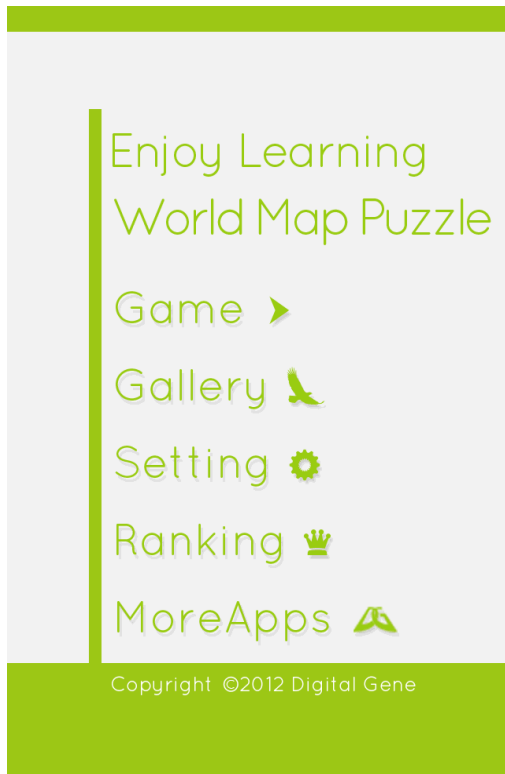 Enjoy Learning
World Map Puzzle
Game
Gallery
Setting
Ranking
MoreApps
Copyright ©2012 Digital Gene